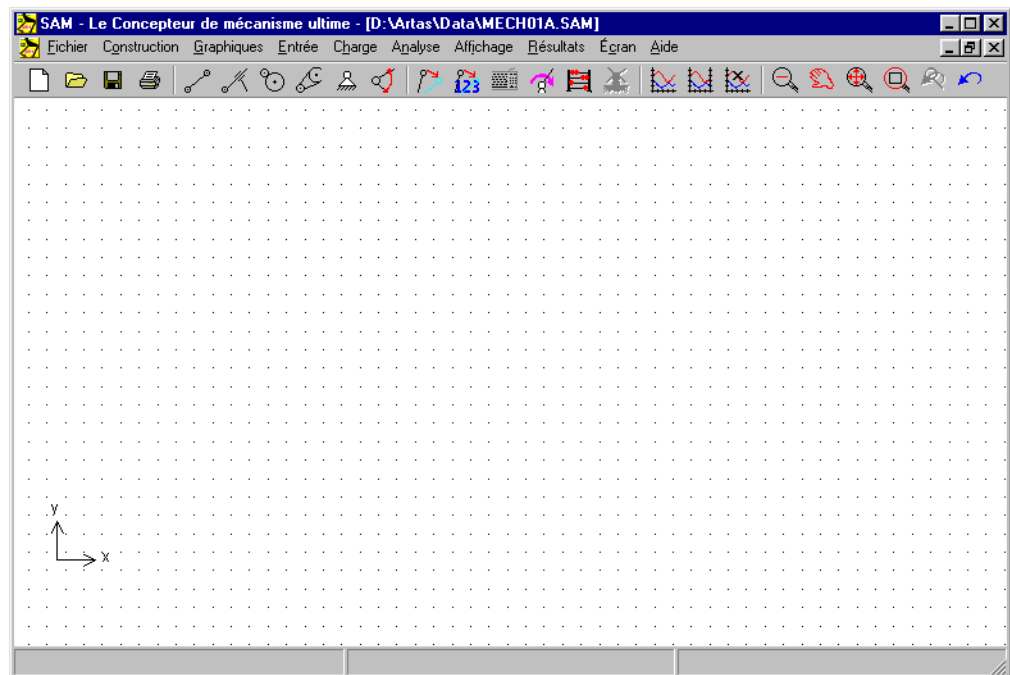 SAM - Le Concepteur de mécanisme ultime - [D:\Artas\Data\MECH01A.SAM]
Fichier Construction Graphiques Entrée Charge Analyse Affichage Résultats Écran Aide
123
y
x